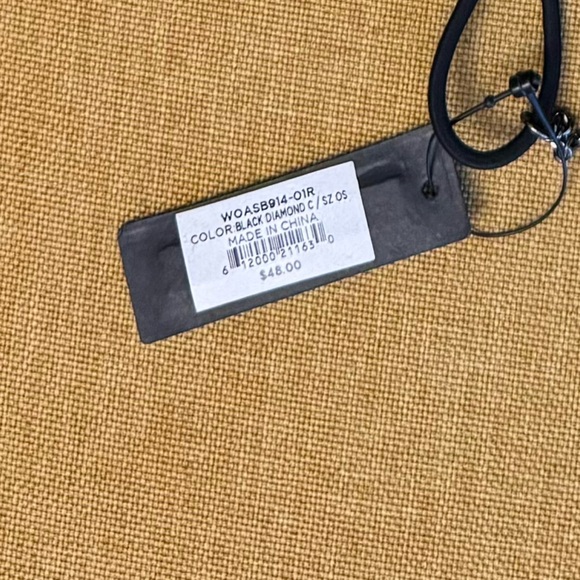 WOASB914-01R
COLOR:BLACK DIAMOND C / SZ OS
MADE IN CHINA
6 12000 21163 0
$48.00